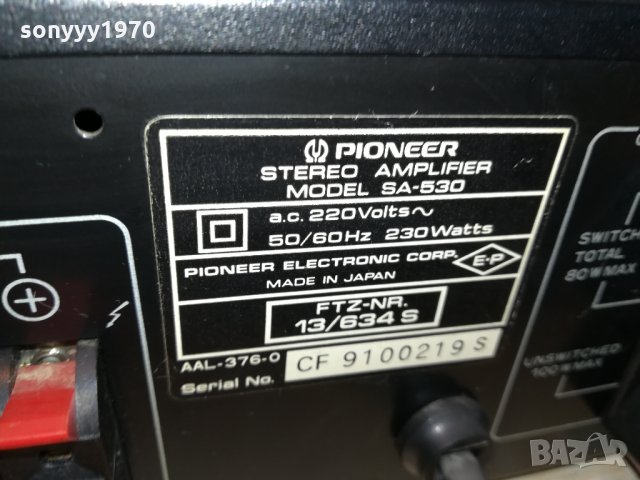 sonyyy1970
PIONEER
STEREO AMPLIFIER
MODEL SA-530
a.c. 220Volts~
50/60Hz 230Watts
PIONEER ELECTRONIC CORP.
E-P
MADE IN JAPAN
FTZ-NR.
13/634 S
AAL-376-0
Serial No. CF 9100219 S
SWITCH
TOTAL
80W MAX
UNSWITCHED
100W MAX
BAZAR